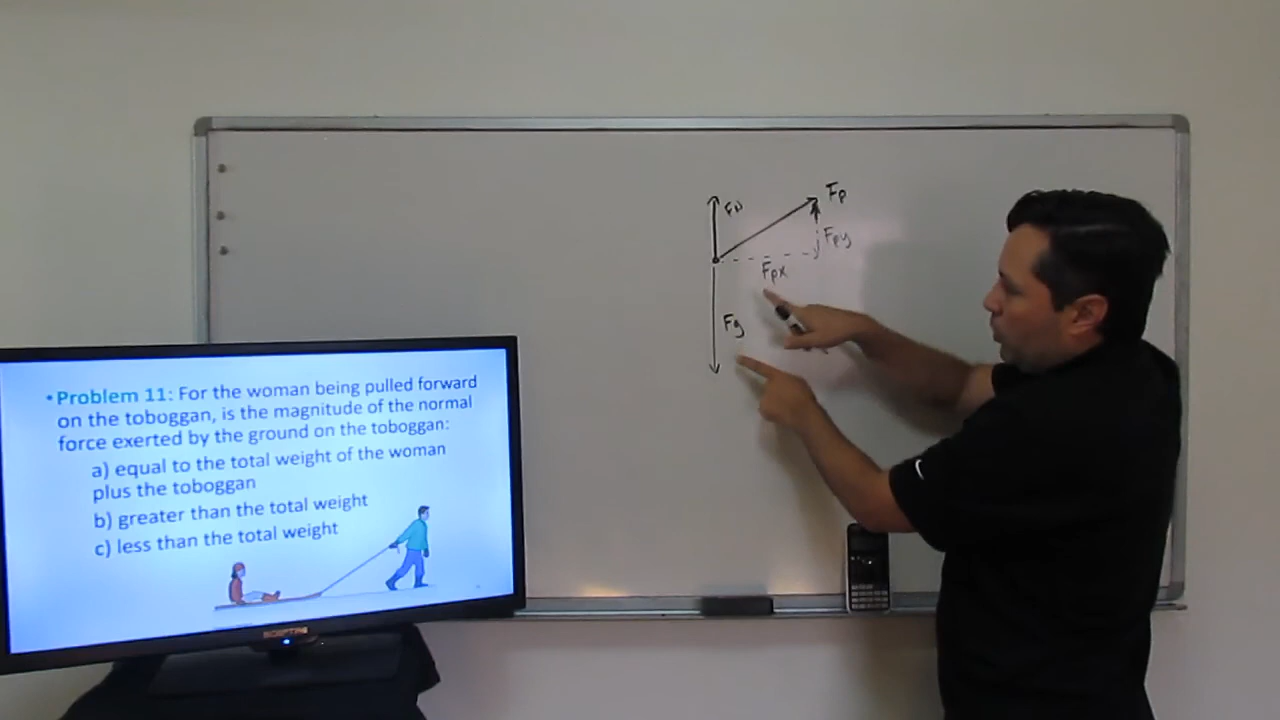 • Problem 11: For the woman being pulled forward
on the toboggan, is the magnitude of the normal
force exerted by the ground on the toboggan:
a) equal to the total weight of the woman
plus the toboggan
b) greater than the total weight
c) less than the total weight
SCEPTRE
FN
Fp
Fpy
Fpx
Fg